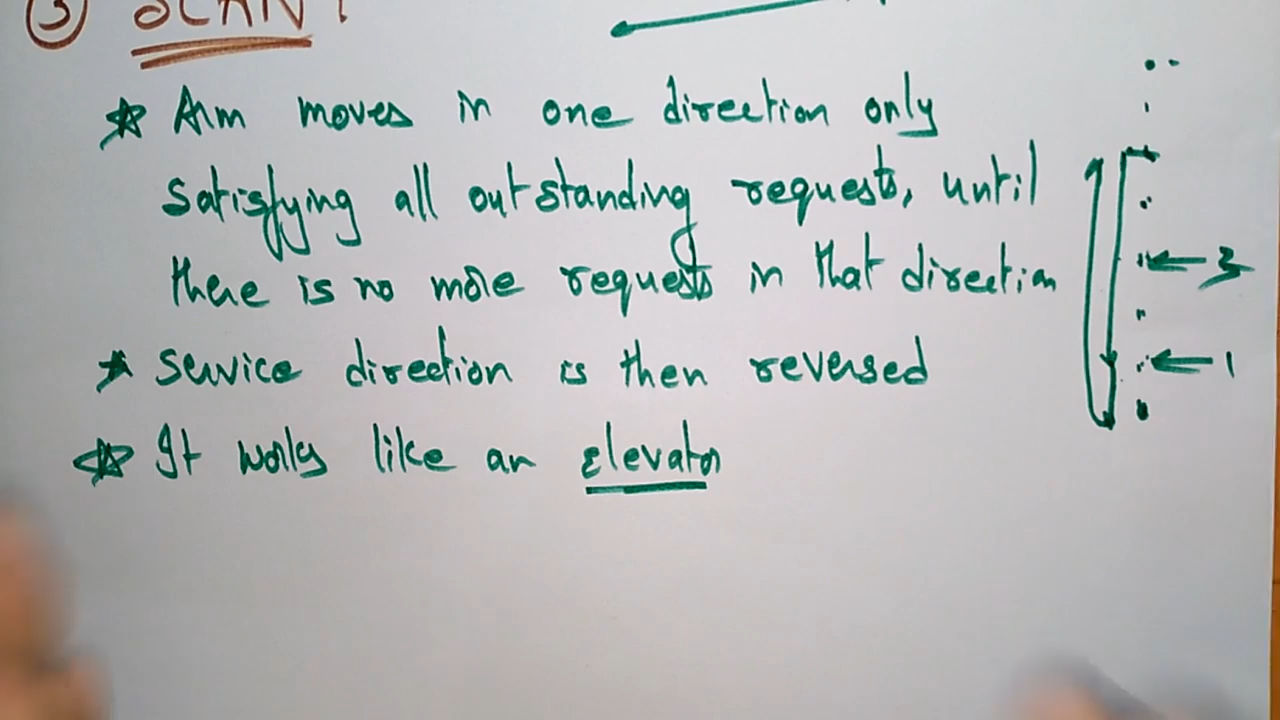 ③ SCAN :
☆ Arm moves in one direction only
satisfying all outstanding requests, until
there is no more requests in that direction
☆ service direction is then reversed
☆ It works like an elevator
3
1